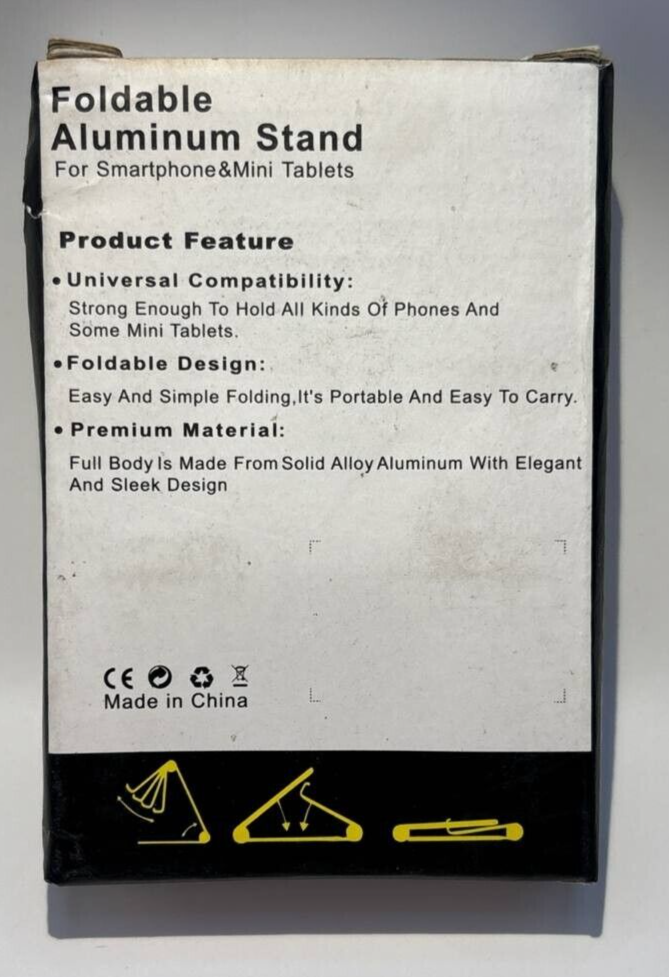 Foldable
Aluminum Stand
For Smartphone&Mini Tablets
Product Feature
• Universal Compatibility:
Strong Enough To Hold All Kinds Of Phones And
Some Mini Tablets.
• Foldable Design:
Easy And Simple Folding,It's Portable And Easy To Carry.
• Premium Material:
Full Body Is Made From Solid Alloy Aluminum With Elegant
And Sleek Design
CE
Made in China